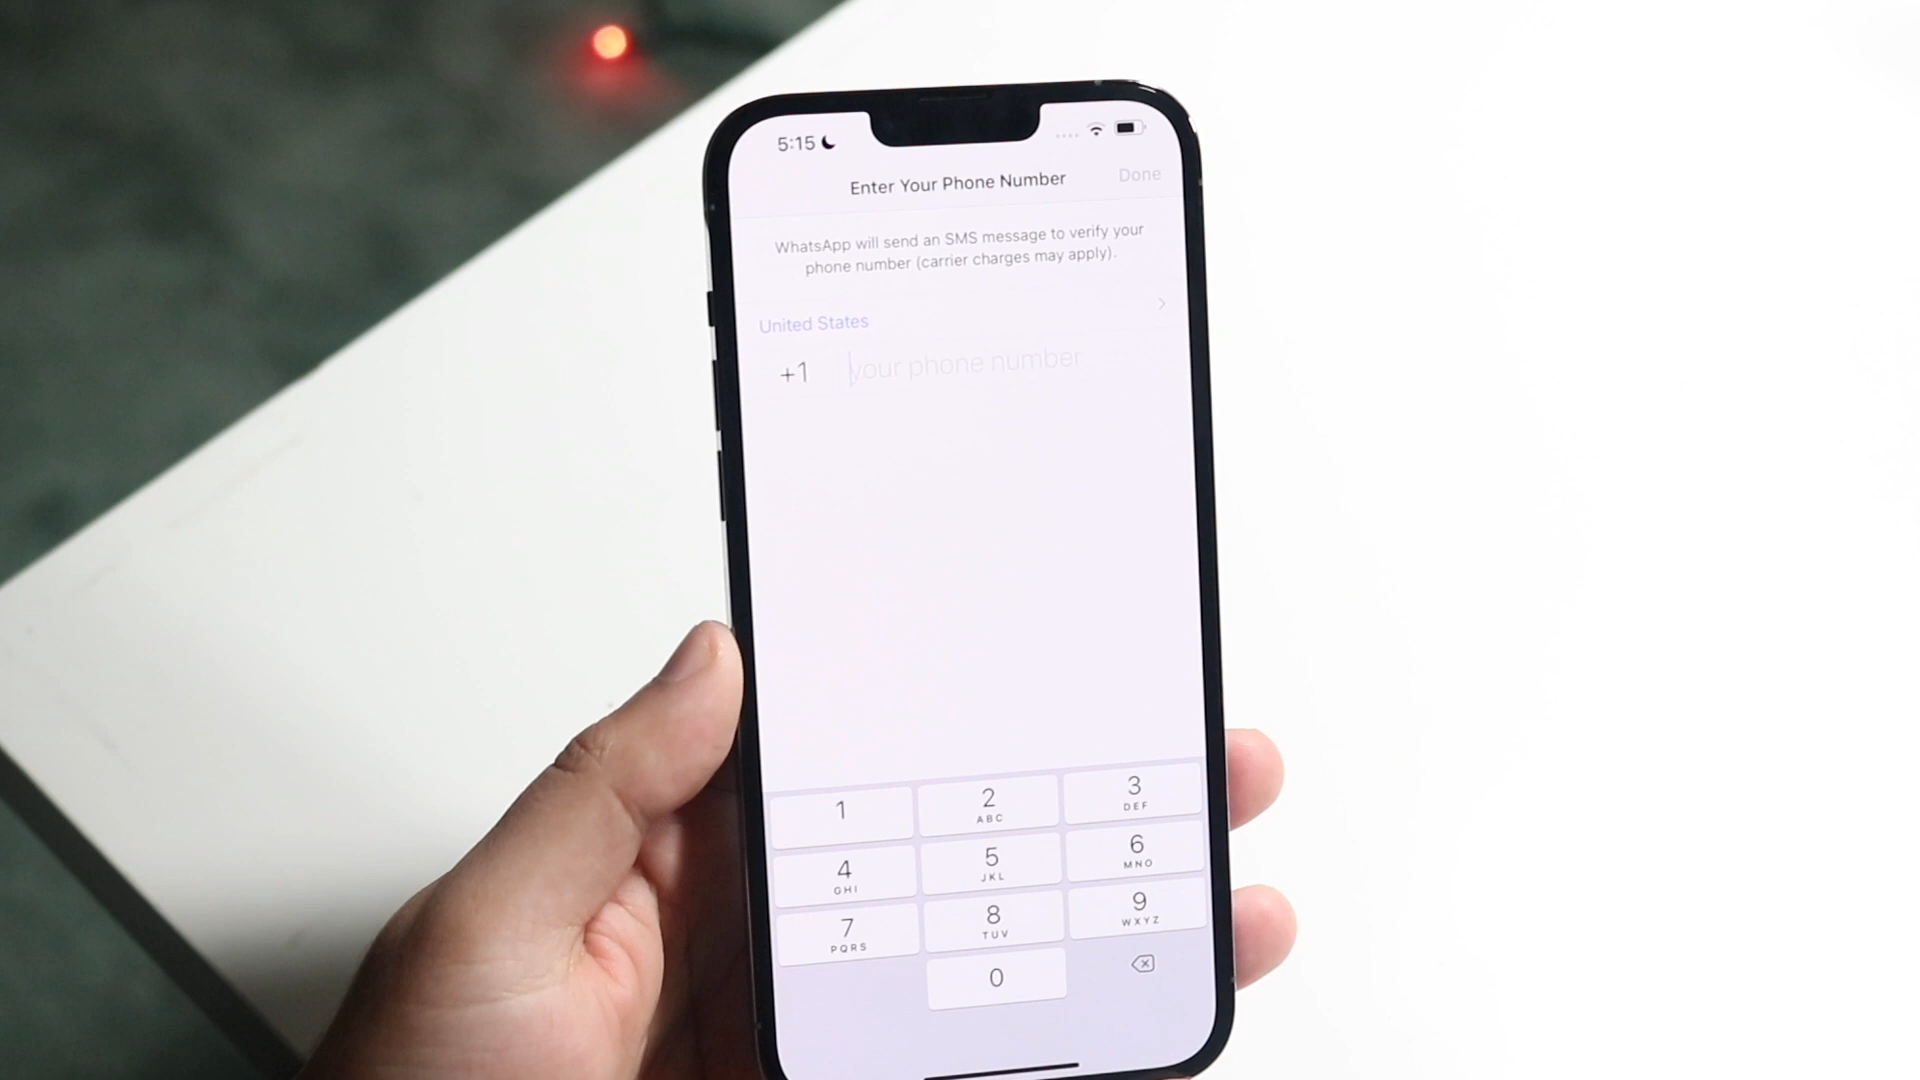 5:15
Enter Your Phone Number
Done
WhatsApp will send an SMS message to verify your
phone number (carrier charges may apply).
United States
+1
your phone number
1
2
ABC
3
DEF
4
GHI
5
JKL
6
MNO
7
PQRS
8
TUV
9
WXYZ
0